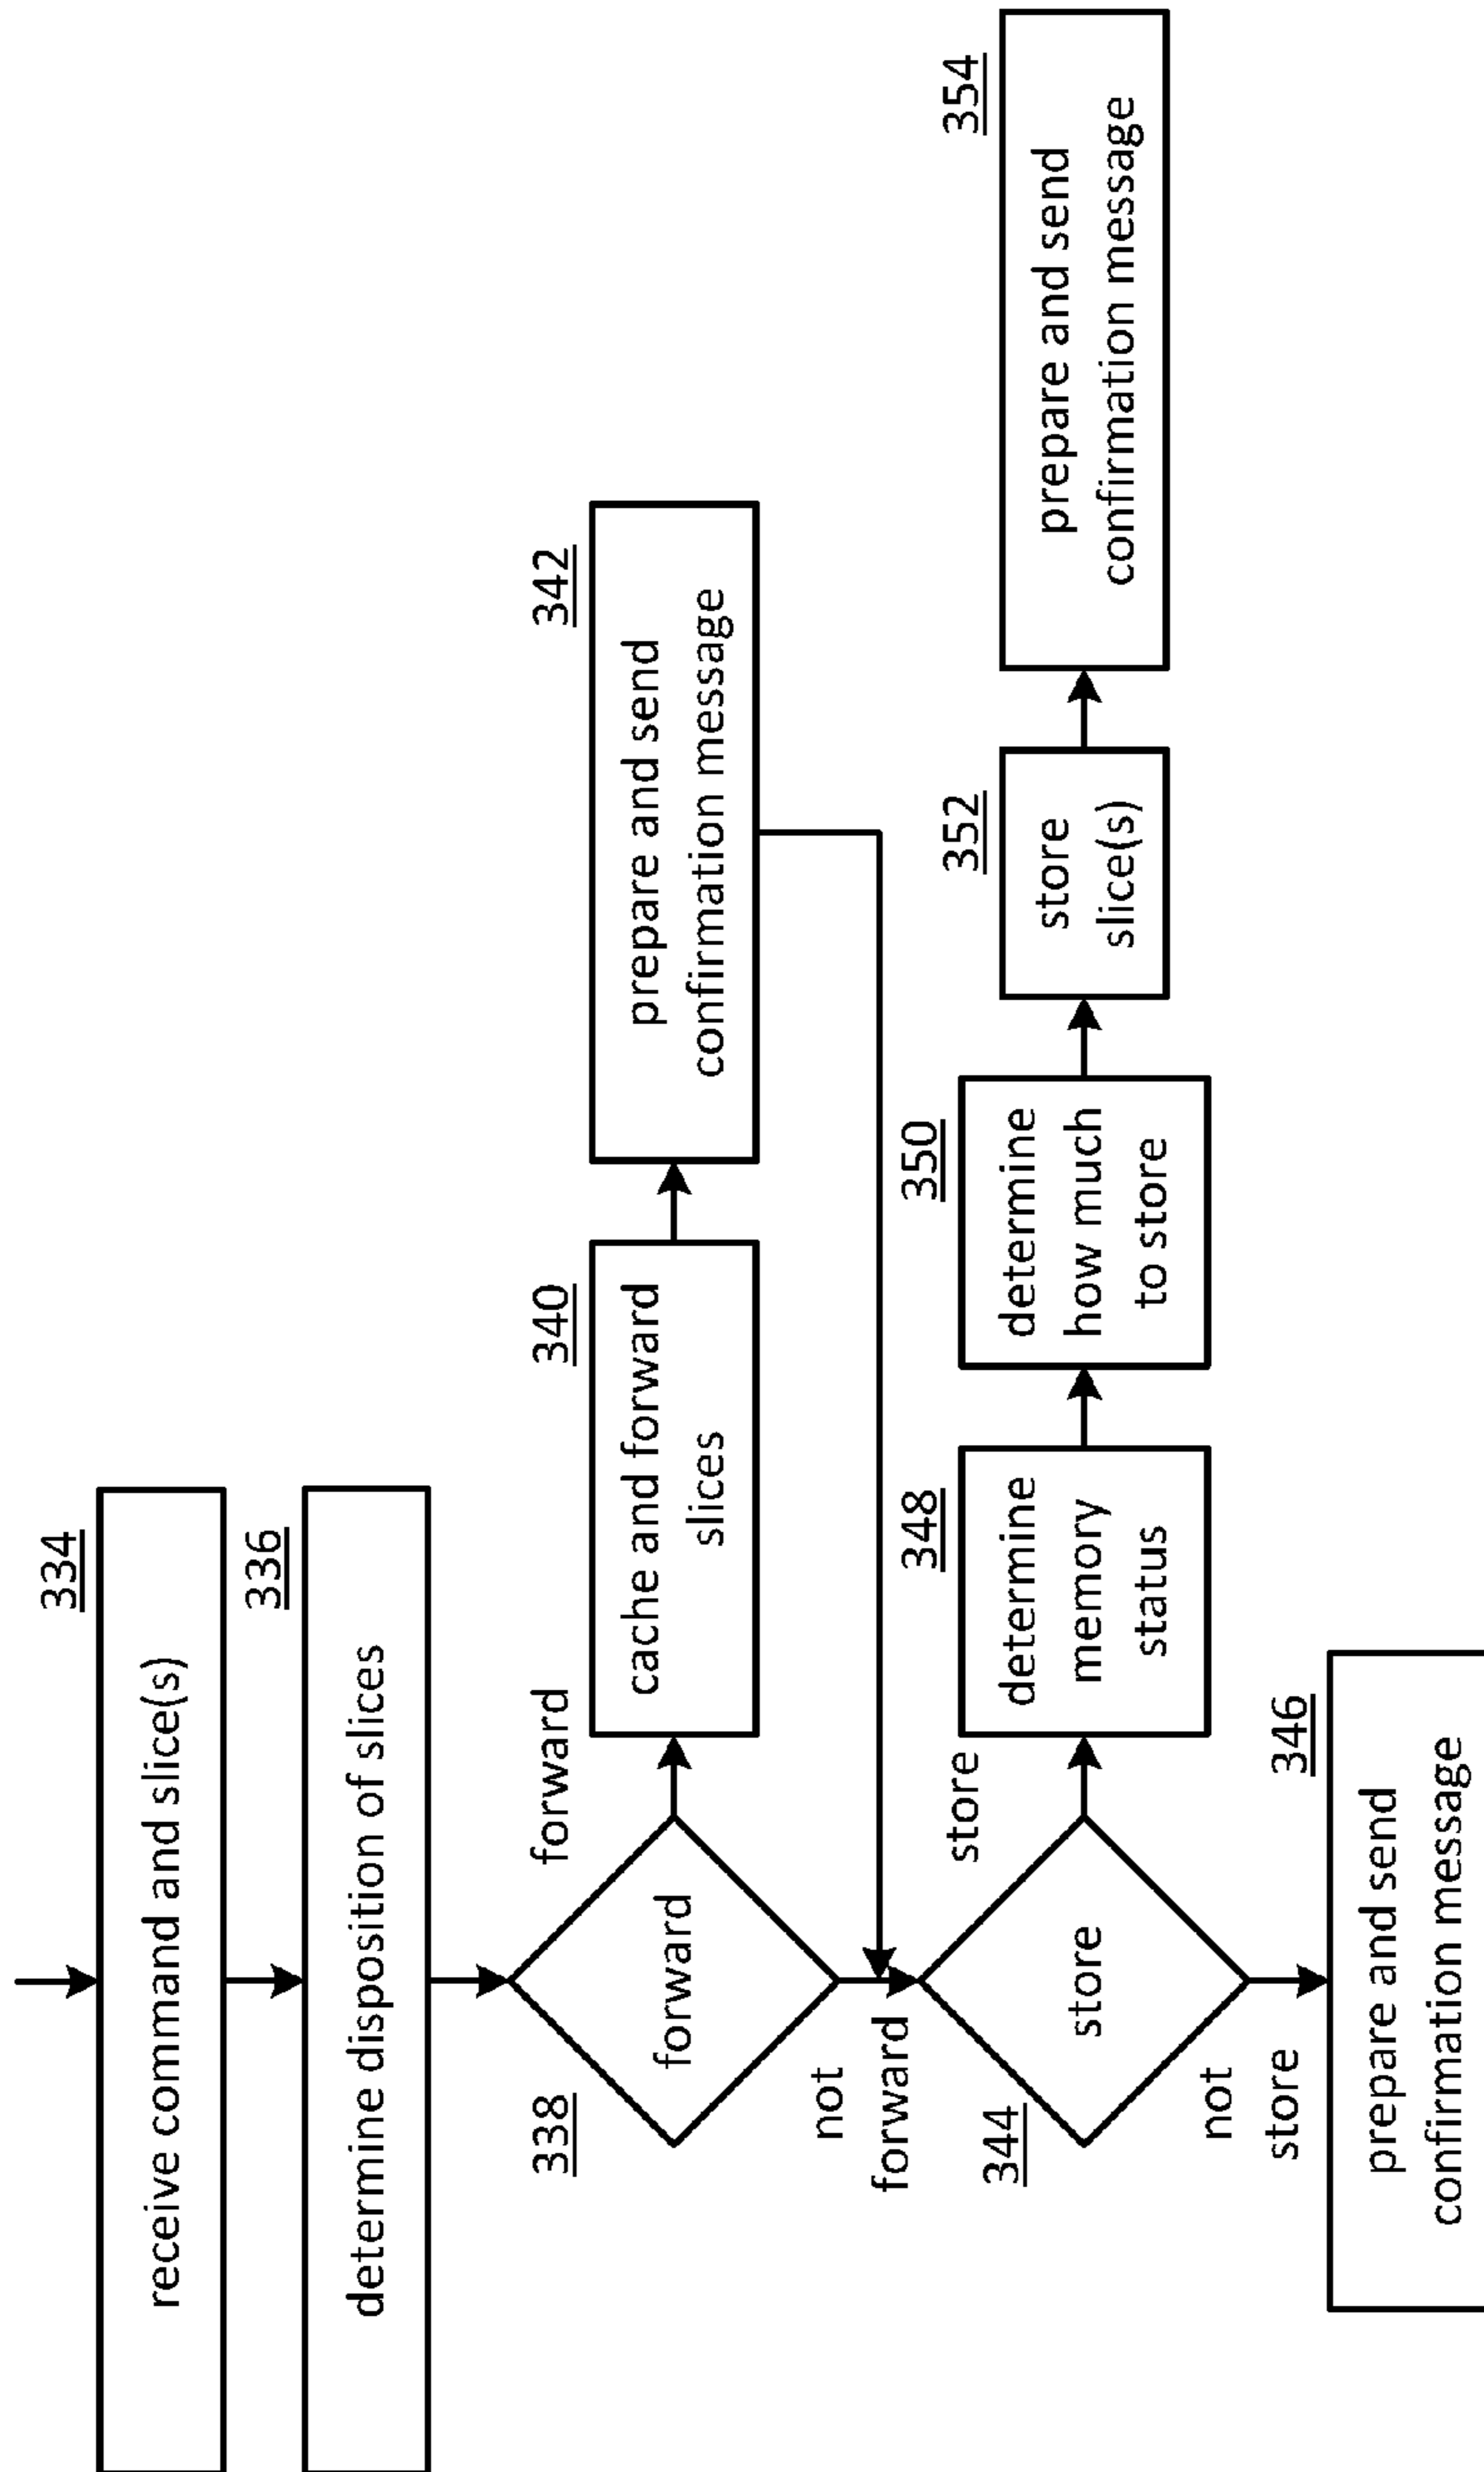 334
receive command and slice(s)
336
determine disposition of slices
338
forward
forward
340
cache and forward
slices
342
prepare and send
confirmation message
not
forward
344
store
store
348
determine
memory
status
350
determine
how much
to store
352
store
slice(s)
354
prepare and send
confirmation message
not
store
346
prepare and send
confirmation message